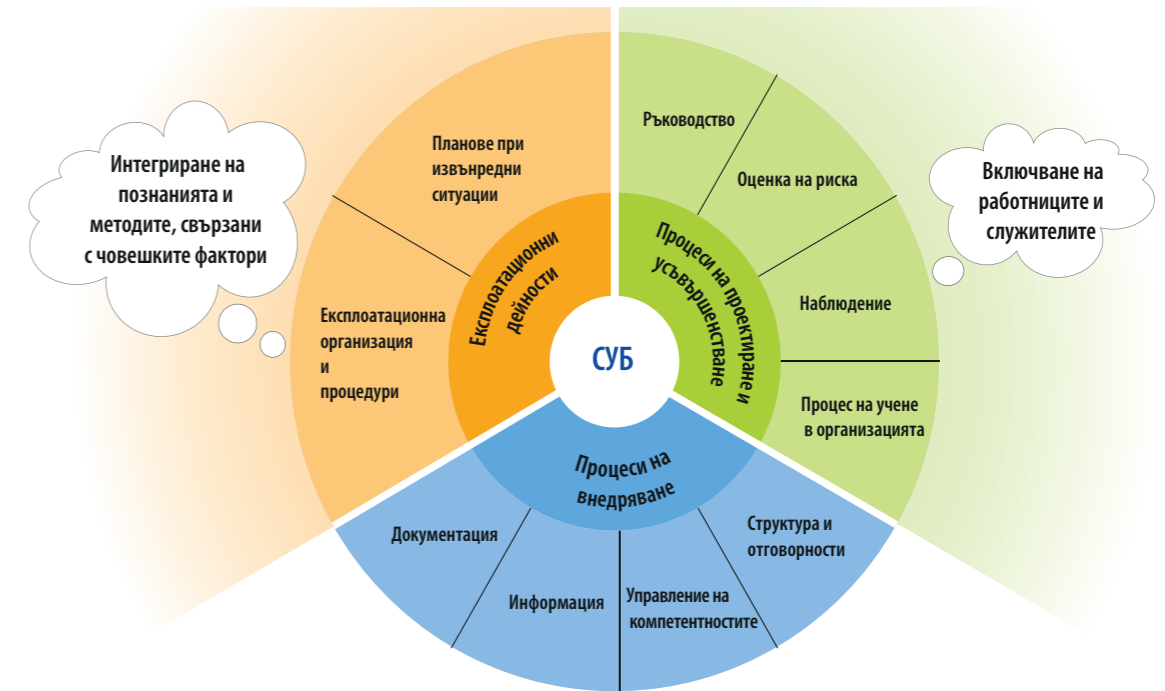 Интегриране на
познанията и
методите, свързани
с човешките фактори
Планове при
извънредни
ситуации
Експлоатационна
организация
и
процедури
Експлоатационни
дейности
СУБ
Ръководство
Оценка на риска
Наблюдение
Процес на учене
в организацията
Процеси на проектиране и
усъвършенстване
Включване на
работниците и
служителите
Процеси на
внедряване
Документация
Информация
Управление на
компетентностите
Структура и
отговорности